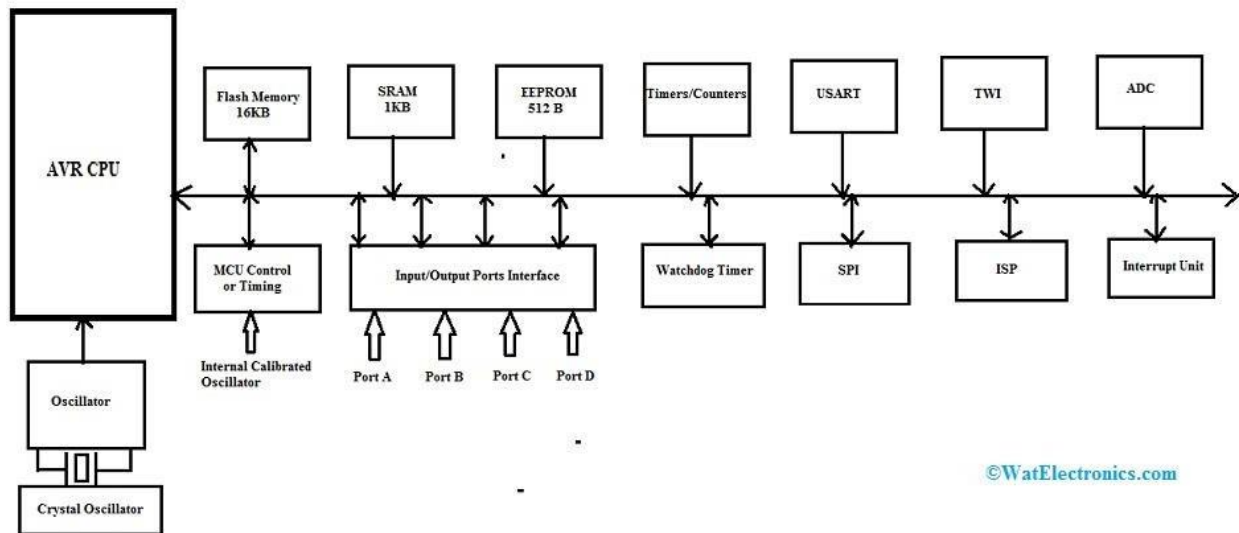 AVR CPU
Flash Memory
16KB
SRAM
1KB
EEPROM
512 B
Timers/Counters
USART
TWI
ADC
MCU Control
or Timing
Input/Output Ports Interface
Watchdog Timer
SPI
ISP
Interrupt Unit
Internal Calibrated
Oscillator
Port A
Port B
Port C
Port D
Oscillator
Crystal Oscillator
©WatElectronics.com